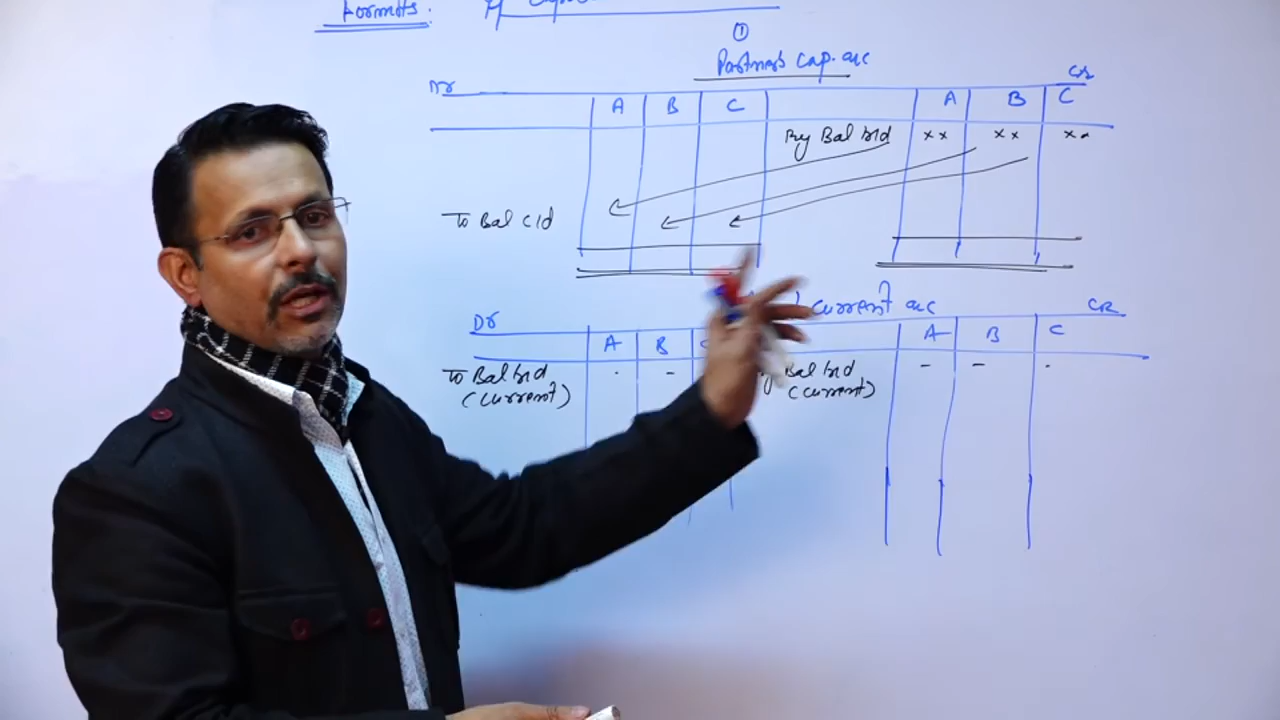 Formats: of
①
Partners cap. a/c
Dr Cr
A B C A B C
By Bal b/d xx xx xx
To Bal c/d
current a/c
Dr Cr
A B A B C
To Bal b/d Bal b/d
(current) (current)